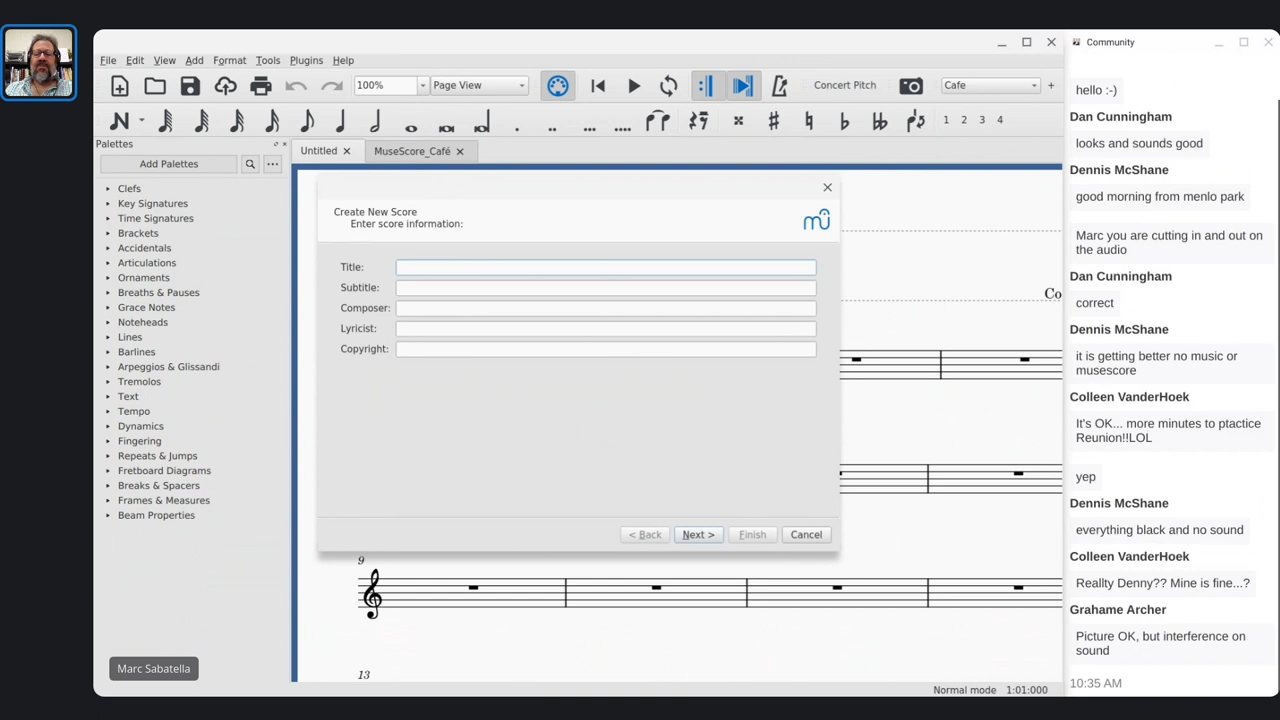 File Edit View Add Format Tools Plugins Help
100% Page View Concert Pitch Cafe +
1 2 3 4
Palettes
Untitled MuseScore_Café
Add Palettes
Clefs
Key Signatures
Time Signatures
Brackets
Accidentals
Articulations
Ornaments
Breaths & Pauses
Grace Notes
Noteheads
Lines
Barlines
Arpeggios & Glissandi
Tremolos
Text
Tempo
Dynamics
Fingering
Repeats & Jumps
Fretboard Diagrams
Breaks & Spacers
Frames & Measures
Beam Properties
Marc Sabatella
Create New Score
Enter score information:
Title:
Subtitle:
Composer:
Lyricist:
Copyright:
< Back Next > Finish Cancel
Co
9
13
Normal mode 1:01:000
Community
hello :-)
Dan Cunningham
looks and sounds good
Dennis McShane
good morning from menlo park
Marc you are cutting in and out on
the audio
Dan Cunningham
correct
Dennis McShane
it is getting better no music or
musescore
Colleen VanderHoek
It's OK... more minutes to ptactice
Reunion!!LOL
yep
Dennis McShane
everything black and no sound
Colleen VanderHoek
Reallty Denny?? Mine is fine...?
Grahame Archer
Picture OK, but interference on
sound
10:35 AM